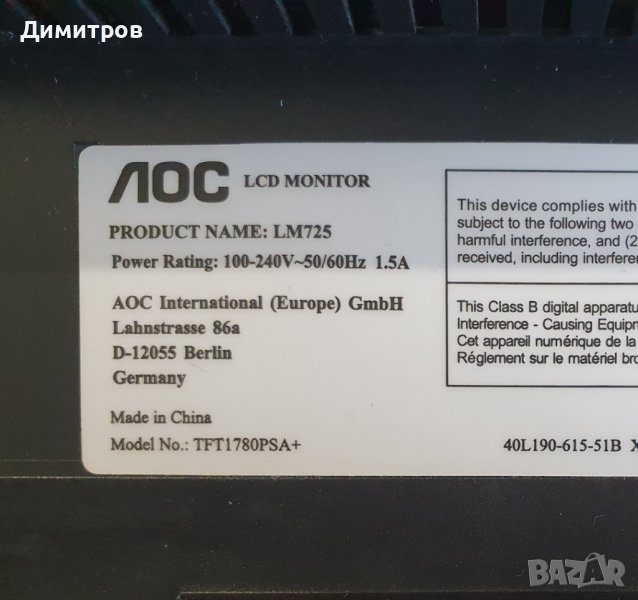 Димитров
AOC LCD MONITOR
PRODUCT NAME: LM725
Power Rating: 100-240V~50/60Hz 1.5A
AOC International (Europe) GmbH
Lahnstrasse 86a
D-12055 Berlin
Germany
Made in China
Model No.: TFT1780PSA+
This device complies with
subject to the following two
harmful interference, and (2
received, including interfere
This Class B digital apparatu
Interference - Causing Equipm
Cet appareil numérique de la
Réglement sur le matériel bro
40L190-615-51B X
BAZAR